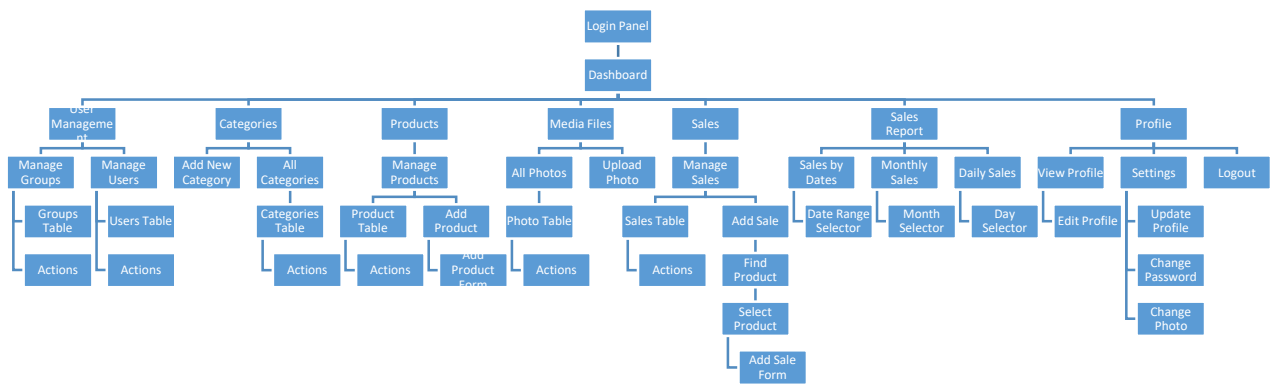 Login Panel
Dashboard
User
Manageme
nt
Categories
Products
Media Files
Sales
Sales
Report
Profile
Manage
Groups
Manage
Users
Add New
Category
All
Categories
Manage
Products
All Photos
Upload
Photo
Manage
Sales
Sales by
Dates
Monthly
Sales
Daily Sales
View Profile
Settings
Logout
Groups
Table
Users Table
Categories
Table
Product
Table
Add
Product
Photo Table
Sales Table
Add Sale
Date Range
Selector
Month
Selector
Day
Selector
Edit Profile
Update
Profile
Actions
Actions
Actions
Actions
Add
Product
Form
Actions
Actions
Find
Product
Change
Password
Select
Product
Change
Photo
Add Sale
Form